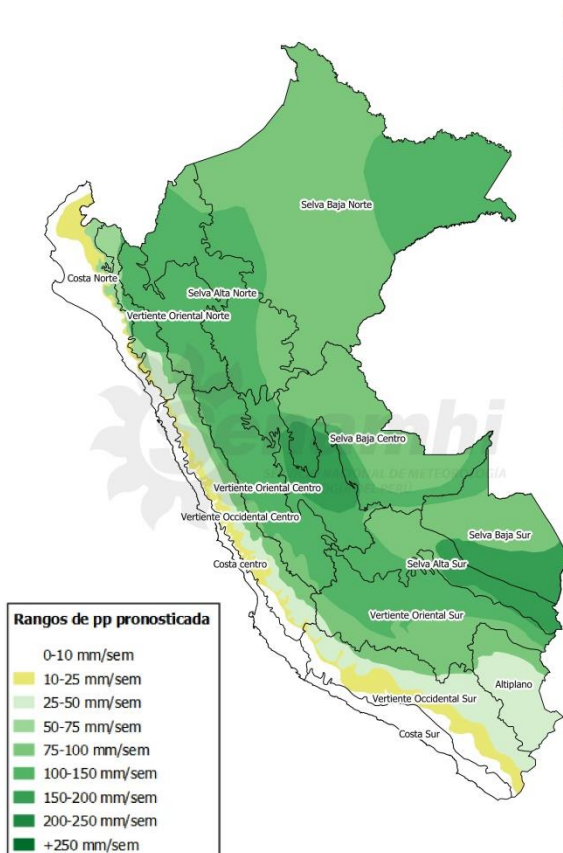 Selva Baja Norte
Costa Norte
Selva Alta Norte
Vertiente Oriental Norte
Senamhi
Selva Baja Centro
NAL DE METEOROLOGÍA
Vertiente Oriental Centro
Vertiente Occidental Centro
Selva Baja Sur
Costa centro
Selva Alta Sur
Vertiente Oriental Sur
Altiplano
Vertiente Occidental Sur
Costa Sur
Rangos de pp pronosticada
0-10 mm/sem
10-25 mm/sem
25-50 mm/sem
50-75 mm/sem
75-100 mm/sem
100-150 mm/sem
150-200 mm/sem
200-250 mm/sem
+250 mm/sem